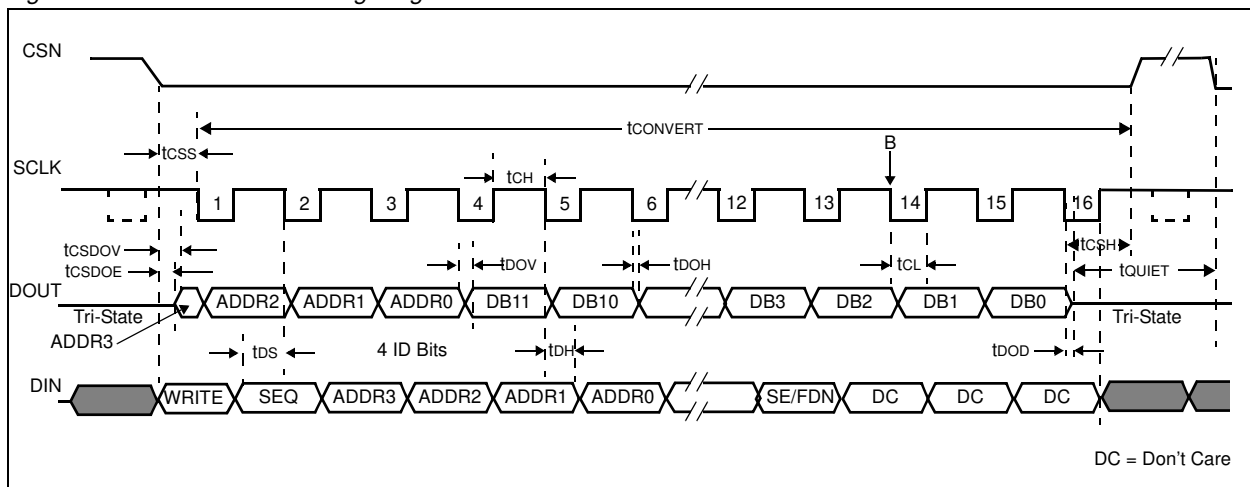 CSN
tCONVERT
tCSS
B
SCLK
tCH
1 2 3 4 5 6 12 13 14 15 16
tCSH
tCSDOV
tDOV
tDOH
tCL
tCSDOE
tQUIET
DOUT
ADDR2 ADDR1 ADDR0 DB11 DB10 DB3 DB2 DB1 DB0
Tri-State
Tri-State
ADDR3
tDS
4 ID Bits
tDH
tDOD
DIN
WRITE SEQ ADDR3 ADDR2 ADDR1 ADDR0 SE/FDN DC DC DC
DC = Don't Care